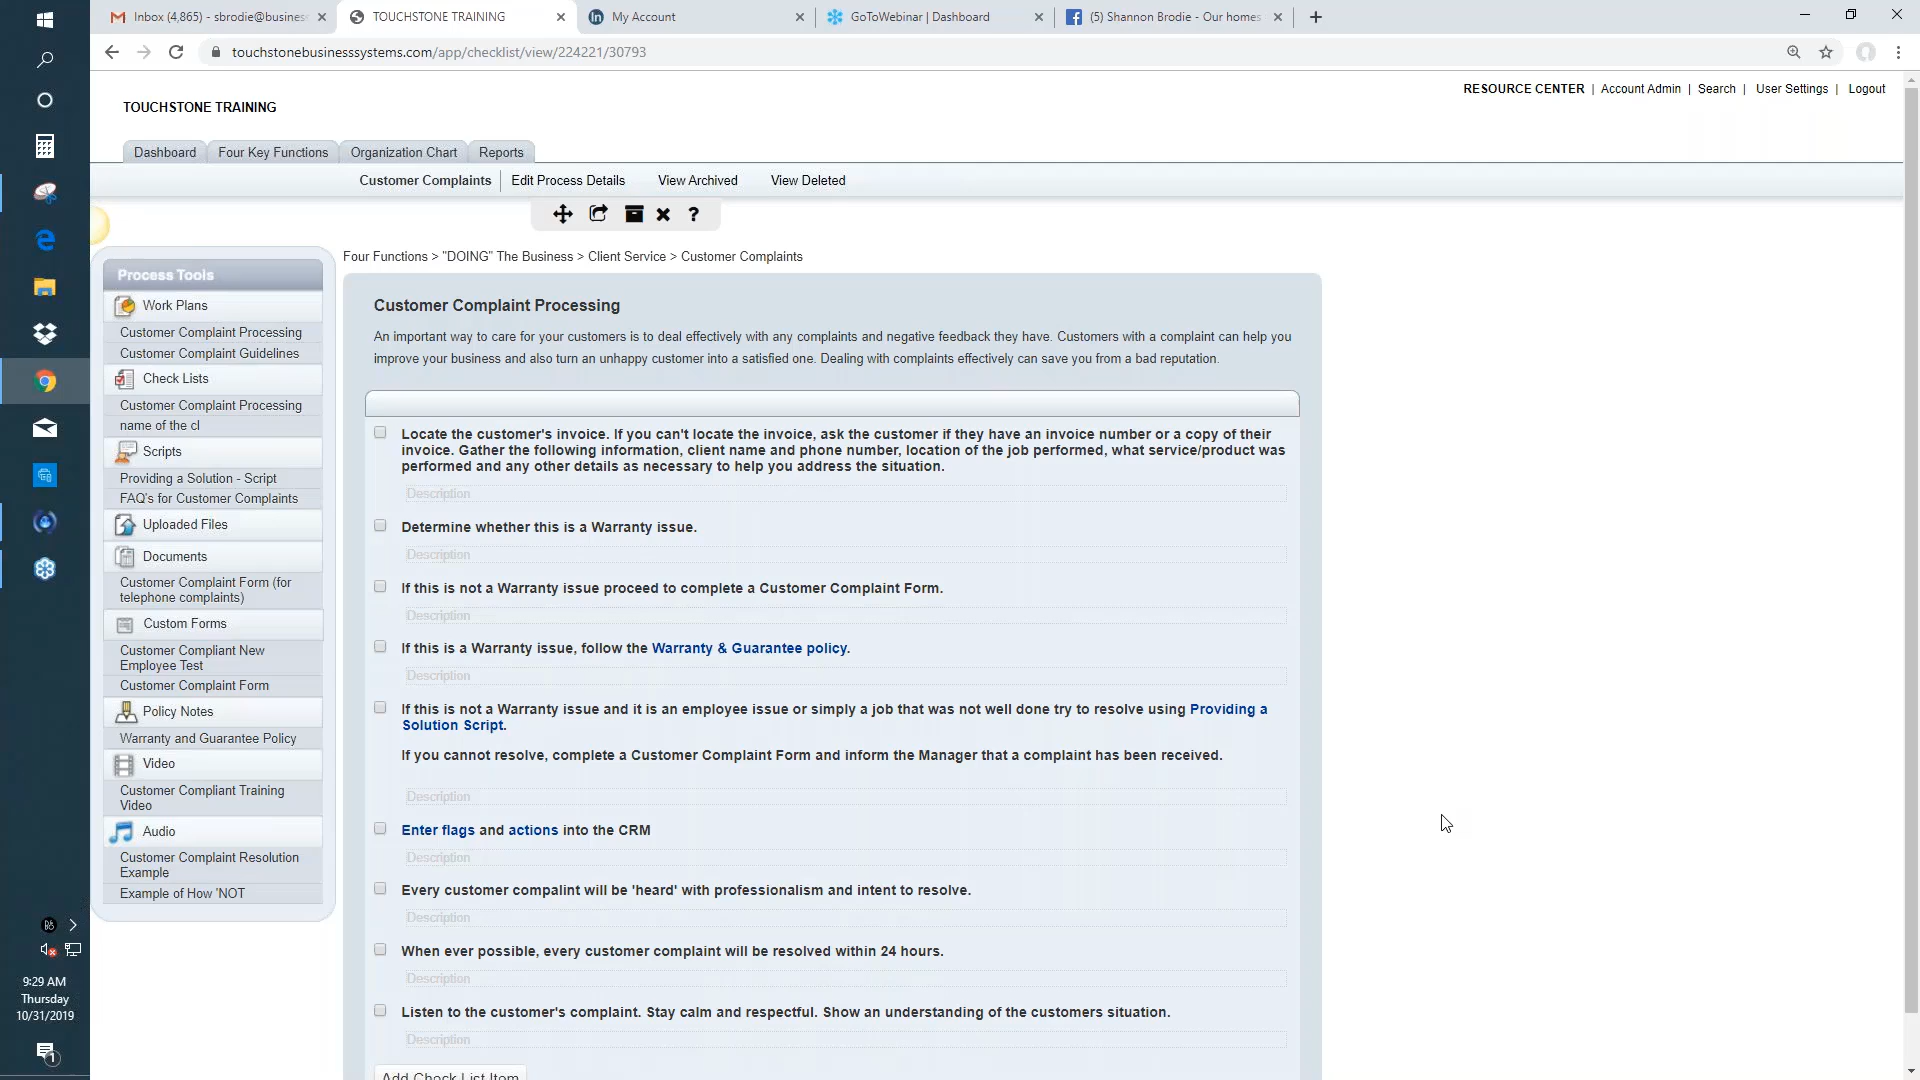 Inbox (4,865) - sbrodie@busines
TOUCHSTONE TRAINING
My Account
GoToWebinar | Dashboard
(5) Shannon Brodie - Our homes
touchstonebusinesssystems.com/app/checklist/view/224221/30793
RESOURCE CENTER | Account Admin | Search | User Settings | Logout
TOUCHSTONE TRAINING
Dashboard
Four Key Functions
Organization Chart
Reports
Customer Complaints
Edit Process Details
View Archived
View Deleted
?
Four Functions > "DOING" The Business > Client Service > Customer Complaints
Process Tools
Work Plans
Customer Complaint Processing
Customer Complaint Guidelines
Check Lists
Customer Complaint Processing
name of the cl
Scripts
Providing a Solution - Script
FAQ's for Customer Complaints
Uploaded Files
Documents
Customer Complaint Form (for
telephone complaints)
Custom Forms
Customer Compliant New
Employee Test
Customer Complaint Form
Policy Notes
Warranty and Guarantee Policy
Video
Customer Compliant Training
Video
Audio
Customer Complaint Resolution
Example
Example of How 'NOT
Customer Complaint Processing
An important way to care for your customers is to deal effectively with any complaints and negative feedback they have. Customers with a complaint can help you
improve your business and also turn an unhappy customer into a satisfied one. Dealing with complaints effectively can save you from a bad reputation.
Locate the customer's invoice. If you can't locate the invoice, ask the customer if they have an invoice number or a copy of their
invoice. Gather the following information, client name and phone number, location of the job performed, what service/product was
performed and any other details as necessary to help you address the situation.
Description
Determine whether this is a Warranty issue.
Description
If this is not a Warranty issue proceed to complete a Customer Complaint Form.
Description
If this is a Warranty issue, follow the Warranty & Guarantee policy.
Description
If this is not a Warranty issue and it is an employee issue or simply a job that was not well done try to resolve using Providing a
Solution Script.
If you cannot resolve, complete a Customer Complaint Form and inform the Manager that a complaint has been received.
Description
Enter flags and actions into the CRM
Description
Every customer compalint will be 'heard' with professionalism and intent to resolve.
Description
When ever possible, every customer complaint will be resolved within 24 hours.
Description
Listen to the customer's complaint. Stay calm and respectful. Show an understanding of the customers situation.
Description
Add Check List Item
9:29 AM
Thursday
10/31/2019
1